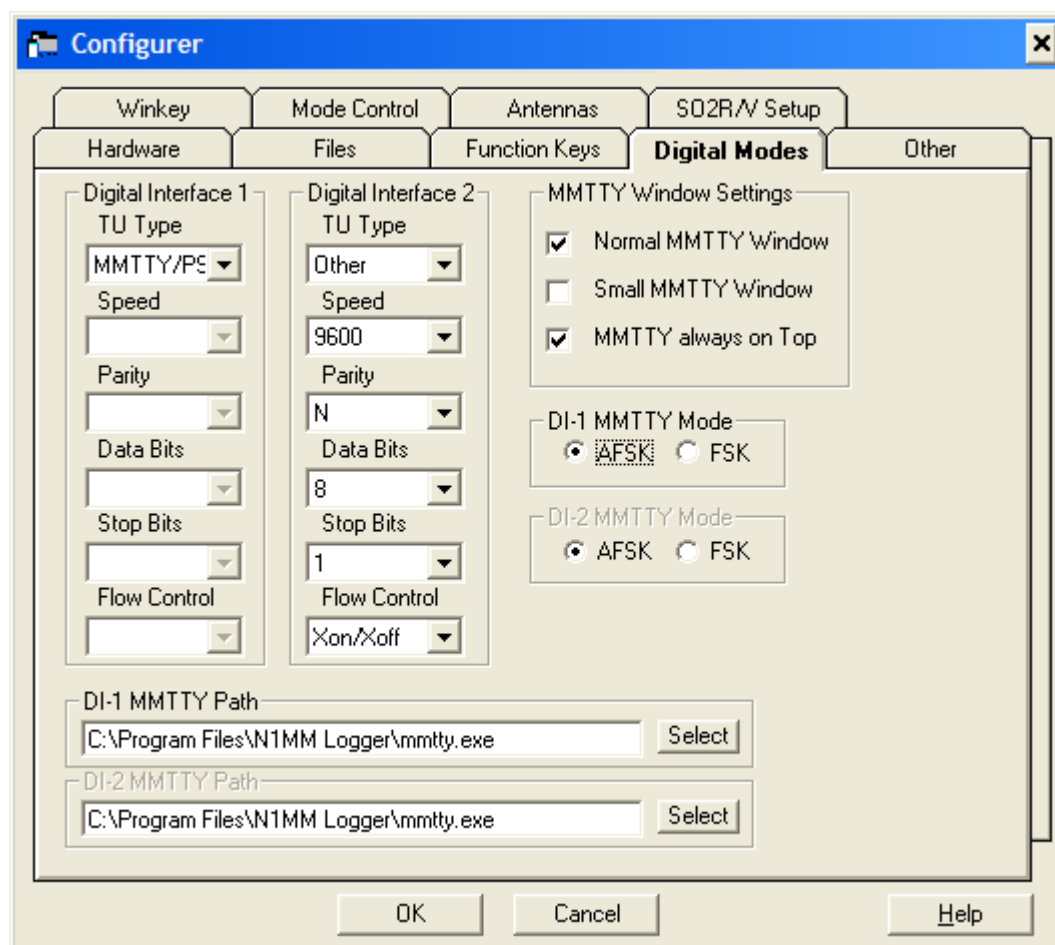 Configurer
Winkey Mode Control Antennas SO2R/V Setup
Hardware Files Function Keys Digital Modes Other
Digital Interface 1 Digital Interface 2 MMTTY Window Settings
TU Type TU Type
Normal MMTTY Window
MMTTY/PS Other
Speed Speed Small MMTTY Window
9600 MMTTY always on Top
Parity Parity
N
DI-1 MMTTY Mode
Data Bits Data Bits AFSK FSK
8
Stop Bits Stop Bits DI-2 MMTTY Mode
1 AFSK FSK
Flow Control Flow Control
Xon/Xoff
DI-1 MMTTY Path
C:\Program Files\N1MM Logger\mmtty.exe Select
DI-2 MMTTY Path
C:\Program Files\N1MM Logger\mmtty.exe Select
OK Cancel Help